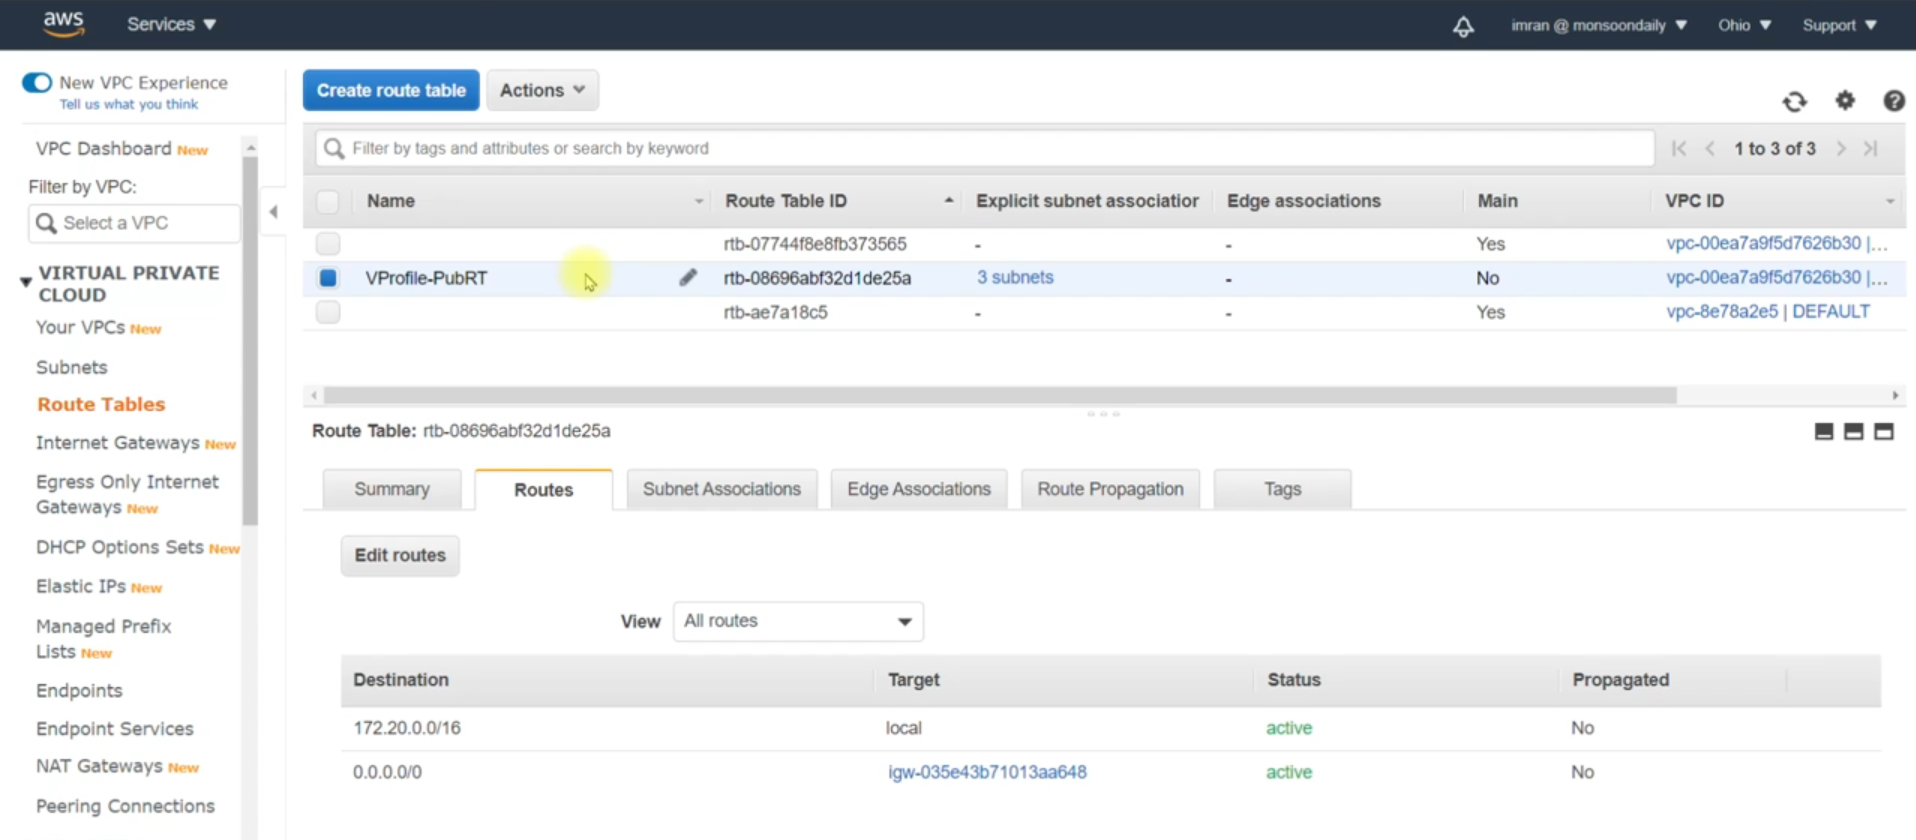 aws Services imran @ monsoondaily Ohio Support
New VPC Experience
Tell us what you think
VPC Dashboard New
Filter by VPC:
Select a VPC
VIRTUAL PRIVATE
CLOUD
Your VPCs New
Subnets
Route Tables
Internet Gateways New
Egress Only Internet
Gateways New
DHCP Options Sets New
Elastic IPs New
Managed Prefix
Lists New
Endpoints
Endpoint Services
NAT Gateways New
Peering Connections
Create route table Actions
Filter by tags and attributes or search by keyword 1 to 3 of 3
Name Route Table ID Explicit subnet association Edge associations Main VPC ID
rtb-07744f8e8fb373565 - - Yes vpc-00ea7a9f5d7626b30 |...
VProfile-PubRT rtb-08696abf32d1de25a 3 subnets - No vpc-00ea7a9f5d7626b30 |...
rtb-ae7a18c5 - - Yes vpc-8e78a2e5 | DEFAULT
Route Table: rtb-08696abf32d1de25a
Summary Routes Subnet Associations Edge Associations Route Propagation Tags
Edit routes
View All routes
Destination Target Status Propagated
172.20.0.0/16 local active No
0.0.0.0/0 igw-035e43b71013aa648 active No